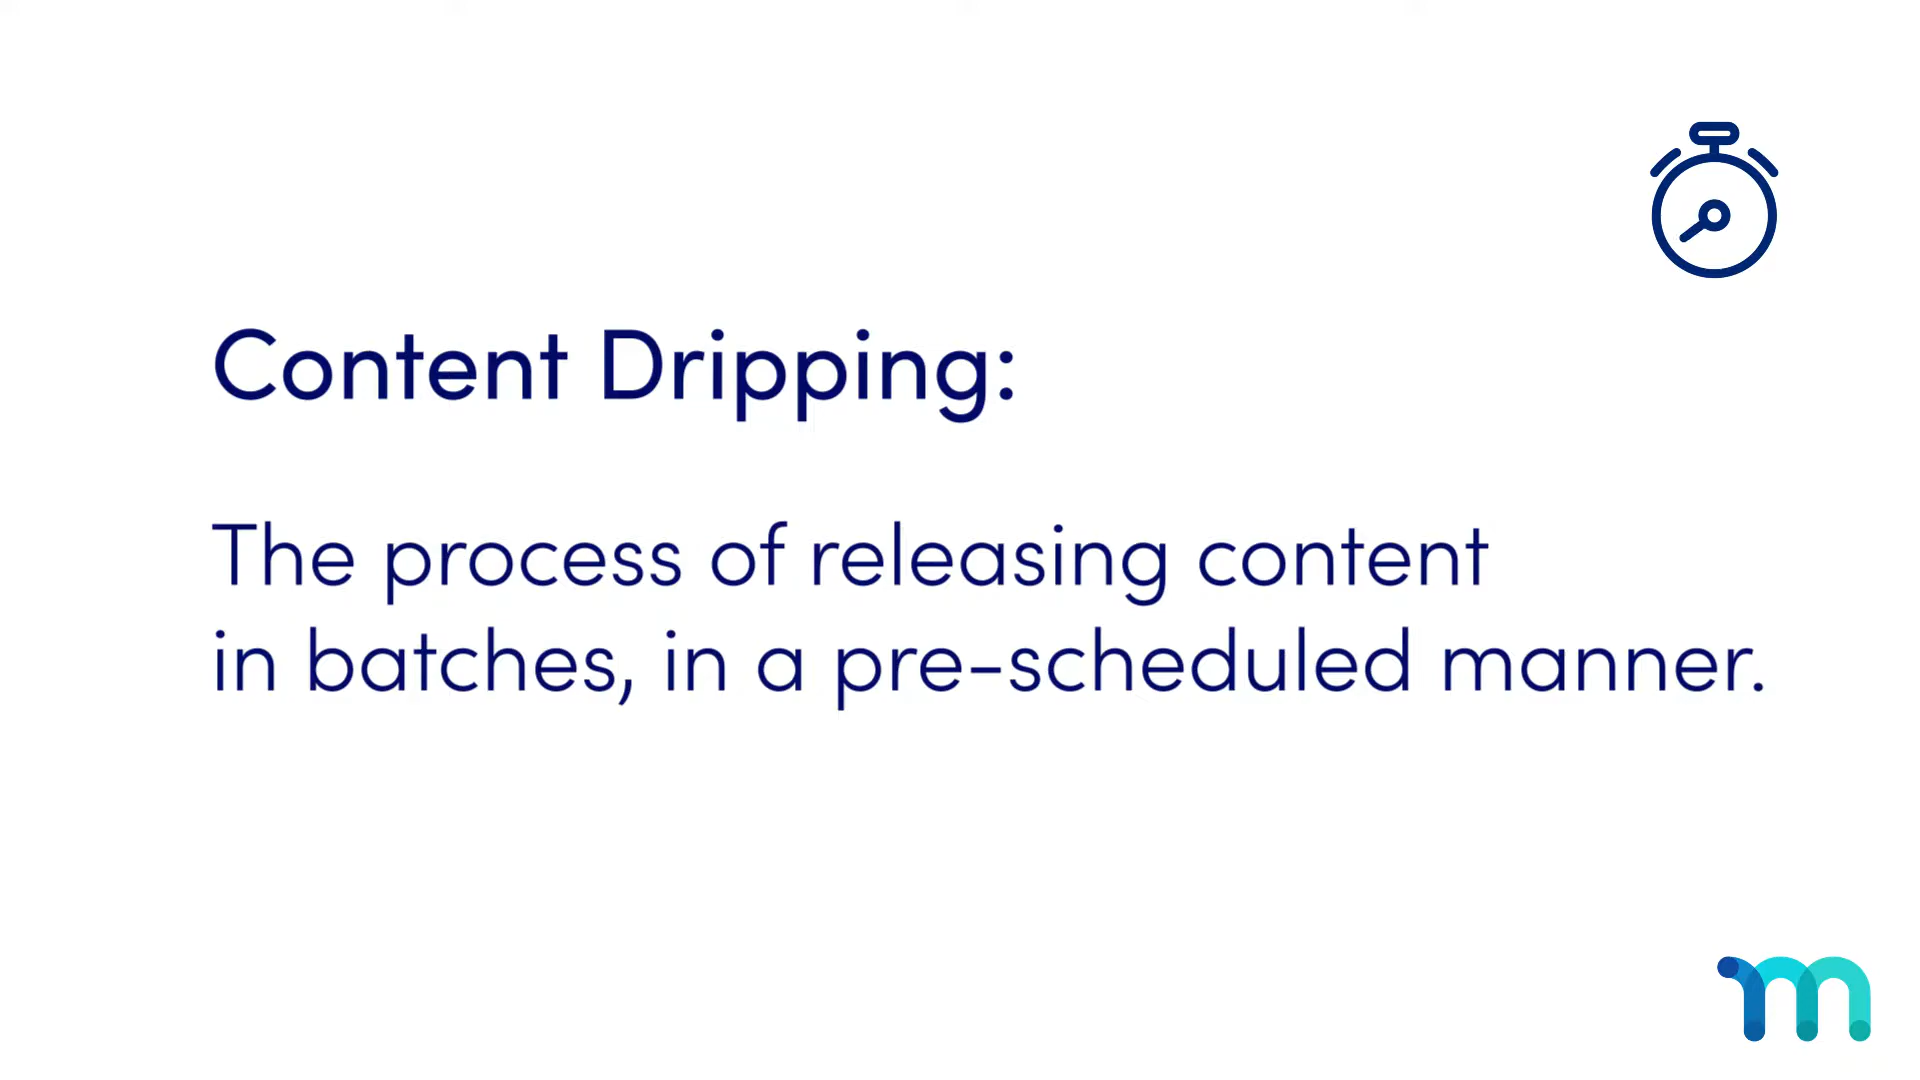 Content Dripping:
The process of releasing content
in batches, in a pre-scheduled manner.